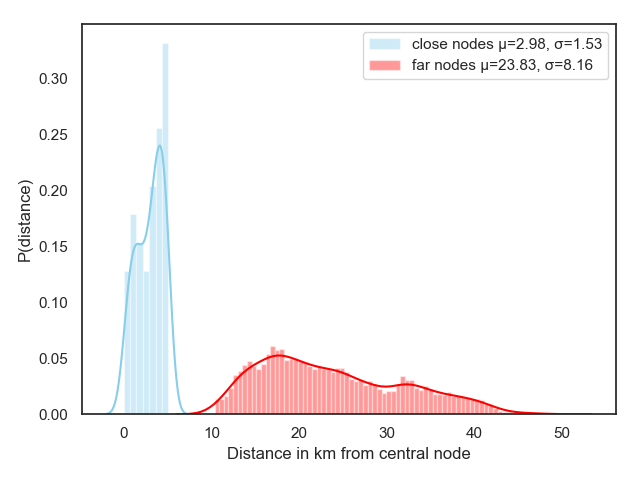 close nodes μ=2.98, σ=1.53
far nodes μ=23.83, σ=8.16
P(distance)
0.30
0.25
0.20
0.15
0.10
0.05
0.00
0 10 20 30 40 50
Distance in km from central node